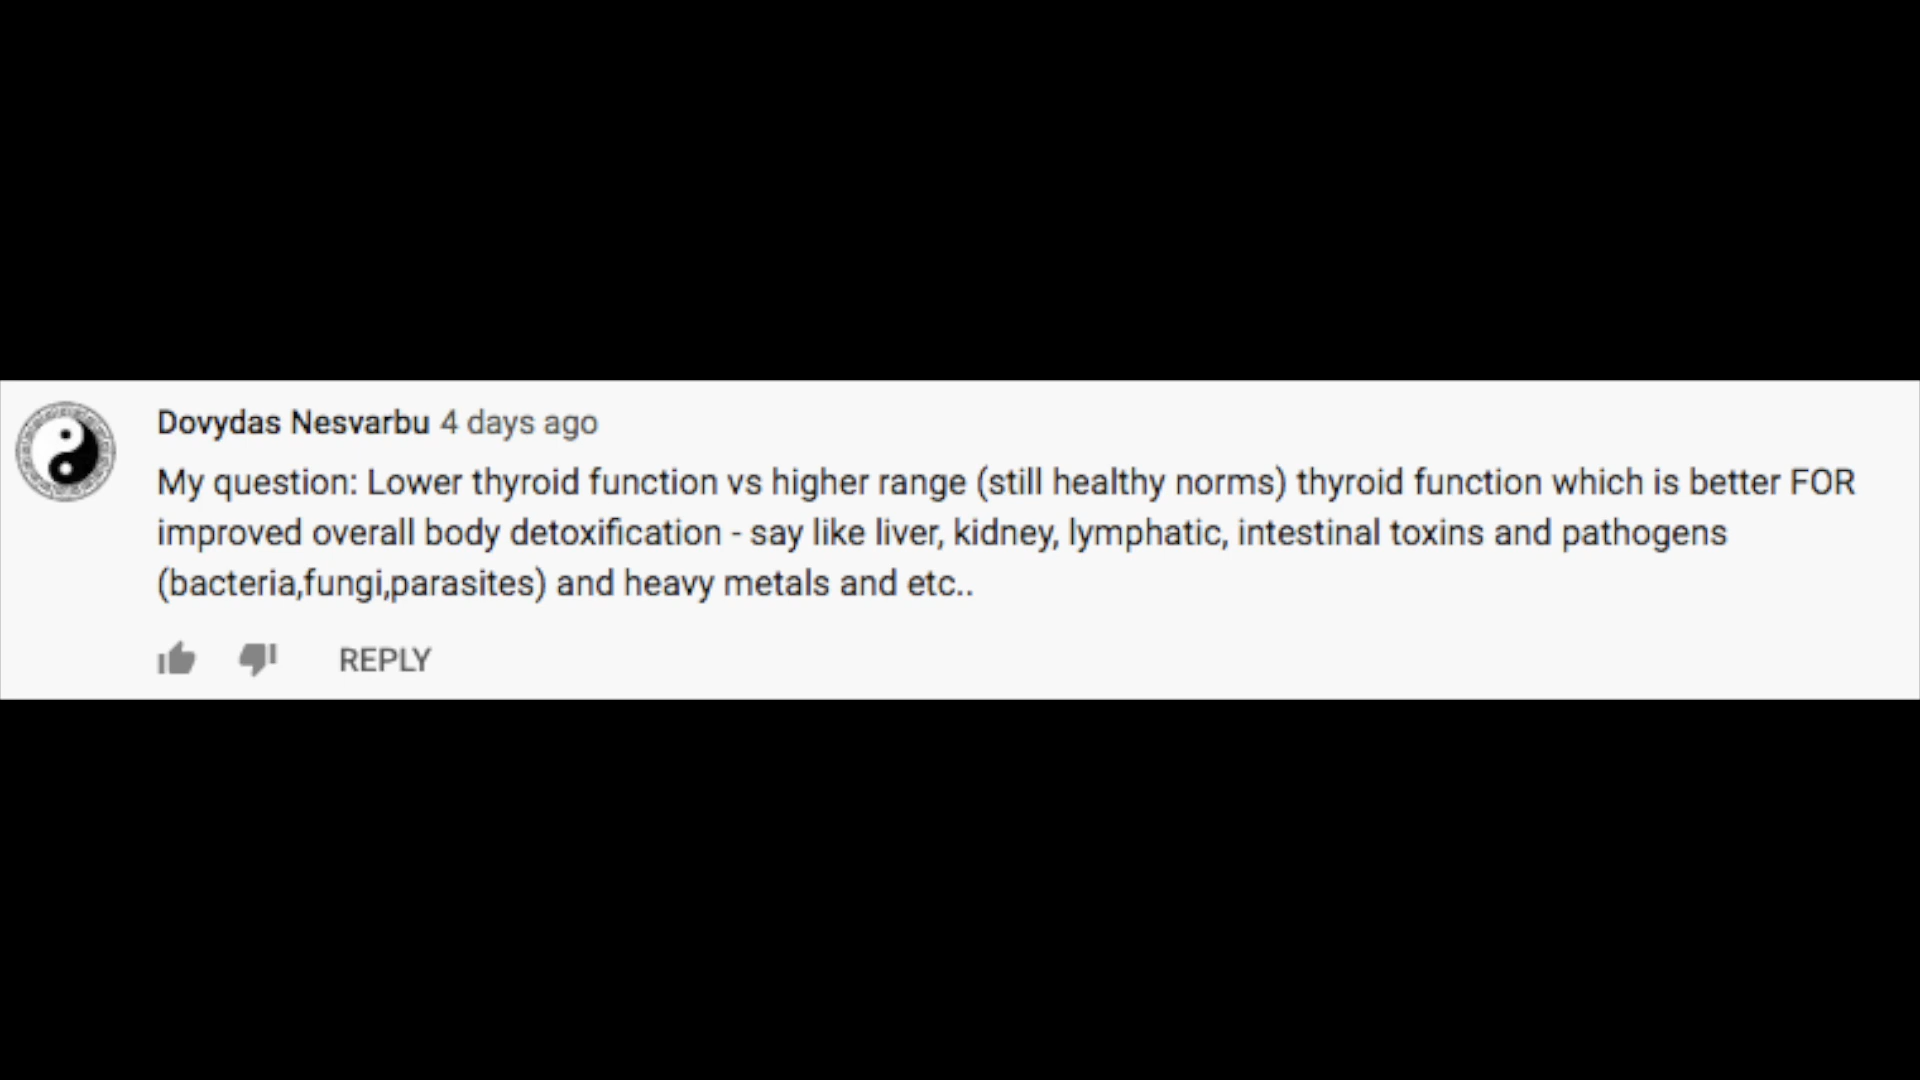 Dovydas Nesvarbu 4 days ago
My question: Lower thyroid function vs higher range (still healthy norms) thyroid function which is better FOR
improved overall body detoxification - say like liver, kidney, lymphatic, intestinal toxins and pathogens
(bacteria,fungi,parasites) and heavy metals and etc..
REPLY